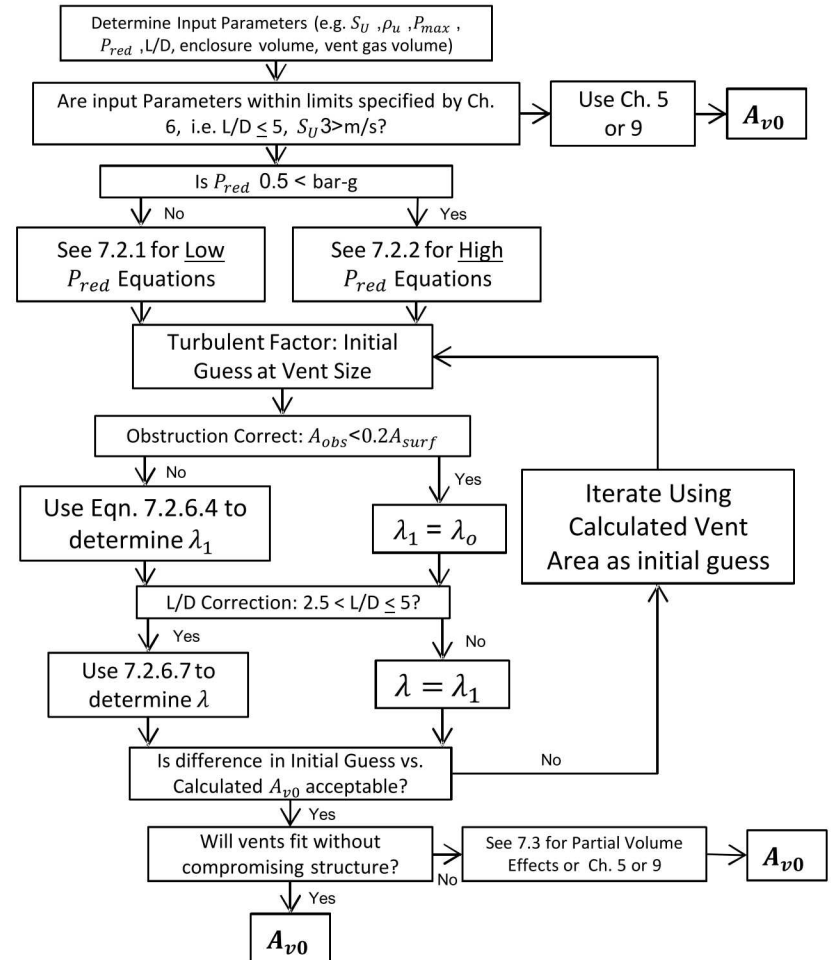 Determine Input Parameters (e.g. S_U ,ρ_u ,P_max ,
P_red ,L/D, enclosure volume, vent gas volume)
Are input Parameters within limits specified by Ch.
6, i.e. L/D ≤ 5, S_U3>m/s?
Use Ch. 5
or 9
A_v0
Is P_red 0.5 < bar-g
No
Yes
See 7.2.1 for Low
P_red Equations
See 7.2.2 for High
P_red Equations
Turbulent Factor: Initial
Guess at Vent Size
Obstruction Correct: A_obs<0.2A_surf
No
Yes
Use Eqn. 7.2.6.4 to
determine λ_1
λ_1 = λ_o
Iterate Using
Calculated Vent
Area as initial guess
L/D Correction: 2.5 < L/D ≤ 5?
Yes
No
Use 7.2.6.7 to
determine λ
λ = λ_1
Is difference in Initial Guess vs.
Calculated A_v0 acceptable?
No
Yes
Will vents fit without
compromising structure?
No
See 7.3 for Partial Volume
Effects or Ch. 5 or 9
A_v0
Yes
A_v0